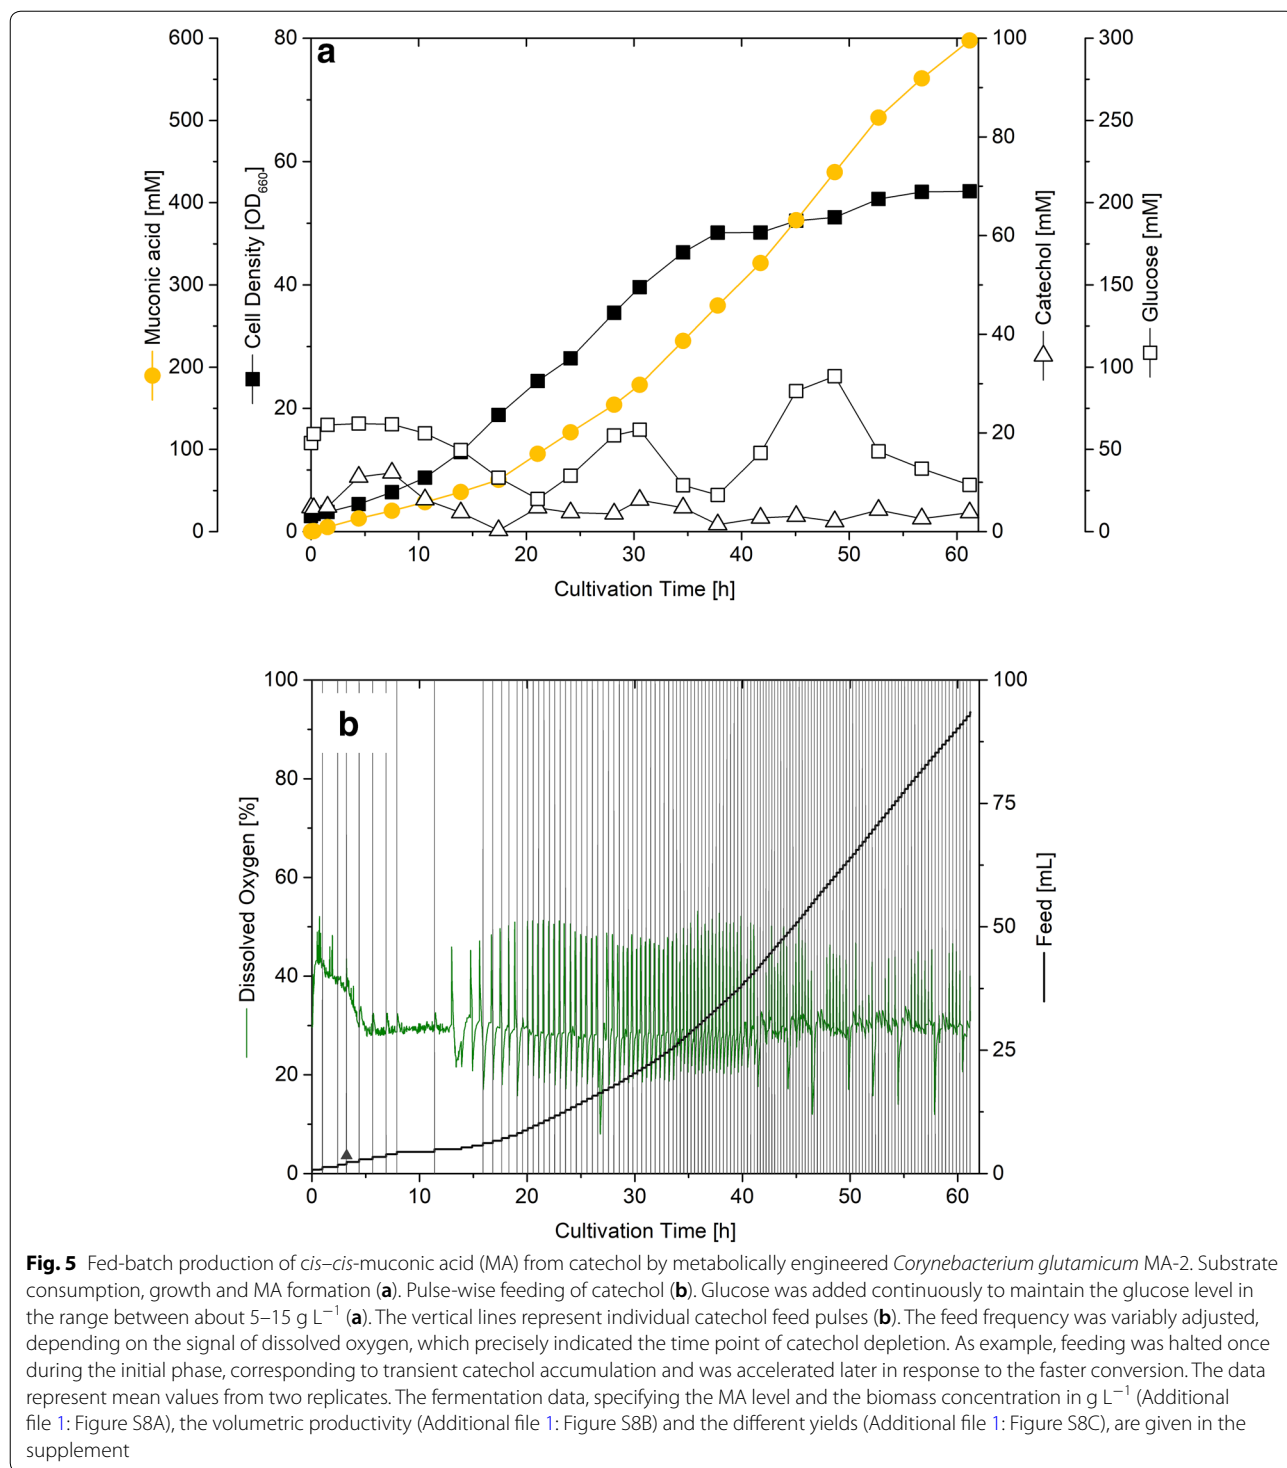 a
600
500
400
300
200
100
0
Muconic acid [mM]
80
60
40
20
0
Cell Density [OD660]
100
80
60
40
20
0
Catechol [mM]
300
250
200
150
100
50
0
Glucose [mM]
0 10 20 30 40 50 60
Cultivation Time [h]
b
100
80
60
40
20
0
Dissolved Oxygen [%]
100
75
50
25
0
Feed [mL]
0 10 20 30 40 50 60
Cultivation Time [h]
Fig. 5 Fed-batch production of cis–cis-muconic acid (MA) from catechol by metabolically engineered Corynebacterium glutamicum MA-2. Substrate
consumption, growth and MA formation (a). Pulse-wise feeding of catechol (b). Glucose was added continuously to maintain the glucose level in
the range between about 5–15 g L−1 (a). The vertical lines represent individual catechol feed pulses (b). The feed frequency was variably adjusted,
depending on the signal of dissolved oxygen, which precisely indicated the time point of catechol depletion. As example, feeding was halted once
during the initial phase, corresponding to transient catechol accumulation and was accelerated later in response to the faster conversion. The data
represent mean values from two replicates. The fermentation data, specifying the MA level and the biomass concentration in g L−1 (Additional
file 1: Figure S8A), the volumetric productivity (Additional file 1: Figure S8B) and the different yields (Additional file 1: Figure S8C), are given in the
supplement